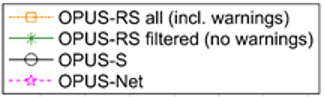 OPUS-RS all (incl. warnings)
OPUS-RS filtered (no warnings)
OPUS-S
OPUS-Net